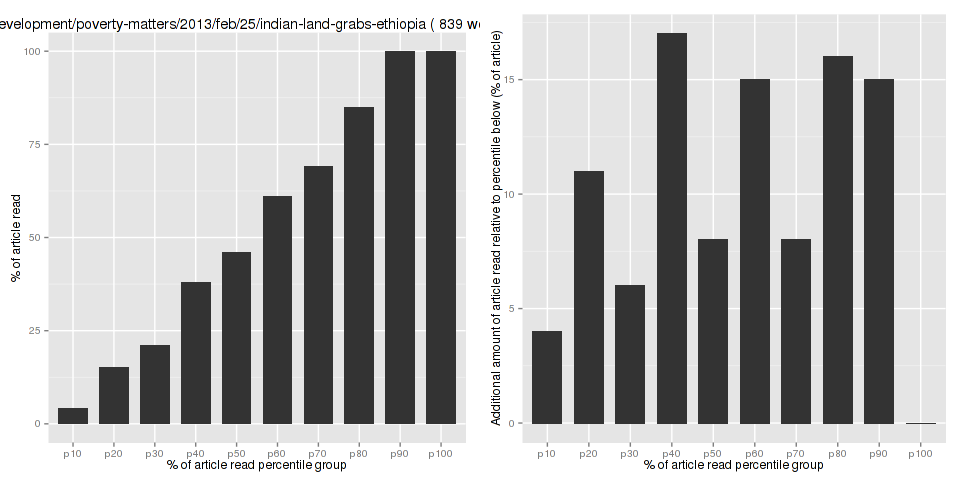 evelopment/poverty-matters/2013/feb/25/indian-land-grabs-ethiopia ( 839 w
% of article read
100
75
50
25
0
p10 p20 p30 p40 p50 p60 p70 p80 p90 p100
% of article read percentile group
Additional amount of article read relative to percentile below (% of article)
15
10
5
0
p10 p20 p30 p40 p50 p60 p70 p80 p90 p100
% of article read percentile group